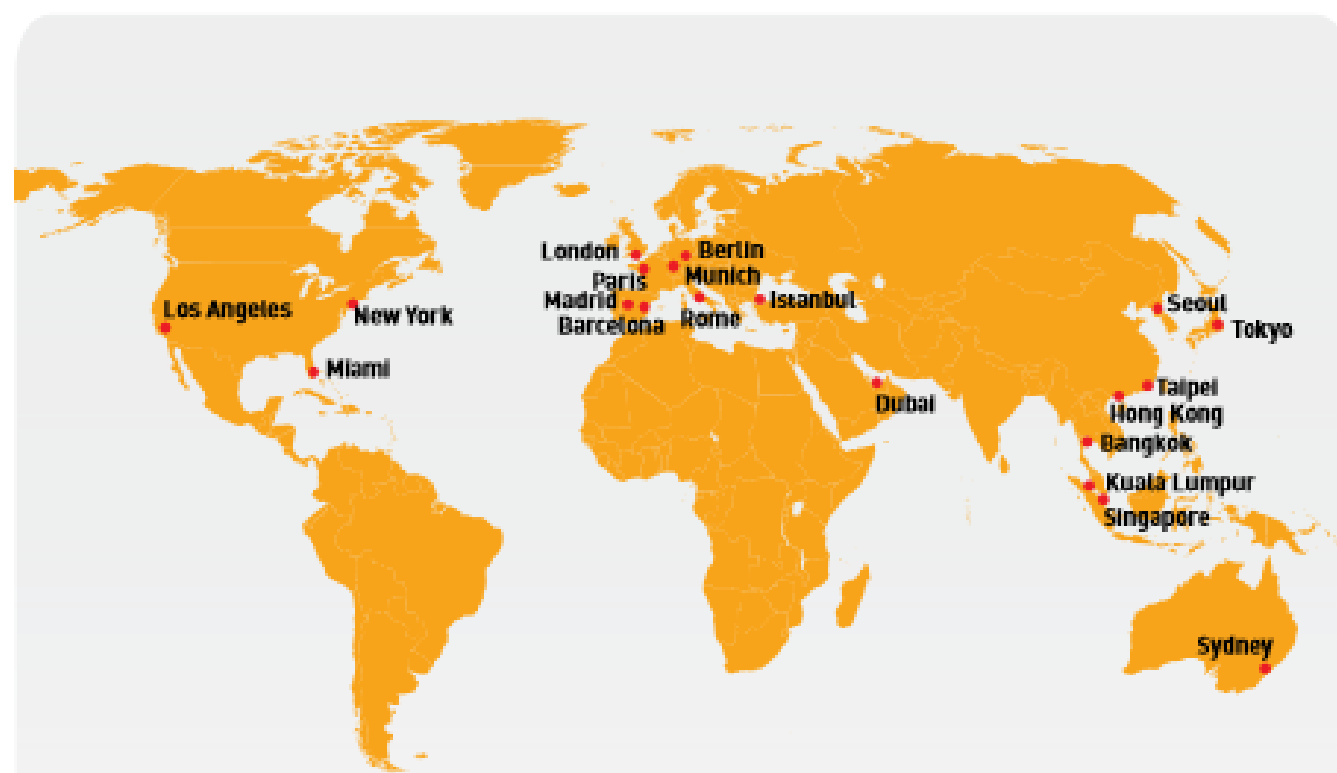 London
Berlin
Paris
Munich
Madrid
Istanbul
Barcelona
Rome
Los Angeles
New York
Miami
Seoul
Tokyo
Dubai
Taipei
Hong Kong
Bangkok
Kuala Lumpur
Singapore
Sydney